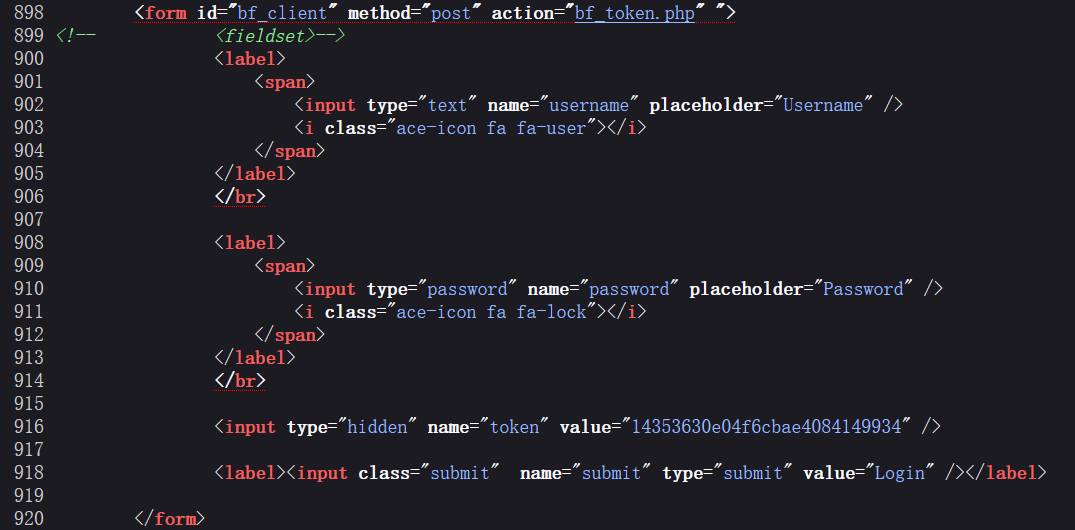 898 <form id="bf_client" method="post" action="bf_token.php" ">
899 <!-- <fieldset>-->
900 <label>
901 <span>
902 <input type="text" name="username" placeholder="Username" />
903 <i class="ace-icon fa fa-user"></i>
904 </span>
905 </label>
906 </br>
907
908 <label>
909 <span>
910 <input type="password" name="password" placeholder="Password" />
911 <i class="ace-icon fa fa-lock"></i>
912 </span>
913 </label>
914 </br>
915
916 <input type="hidden" name="token" value="14353630e04f6cbae4084149934" />
917
918 <label><input class="submit"  name="submit" type="submit" value="Login" /></label>
919
920 </form>